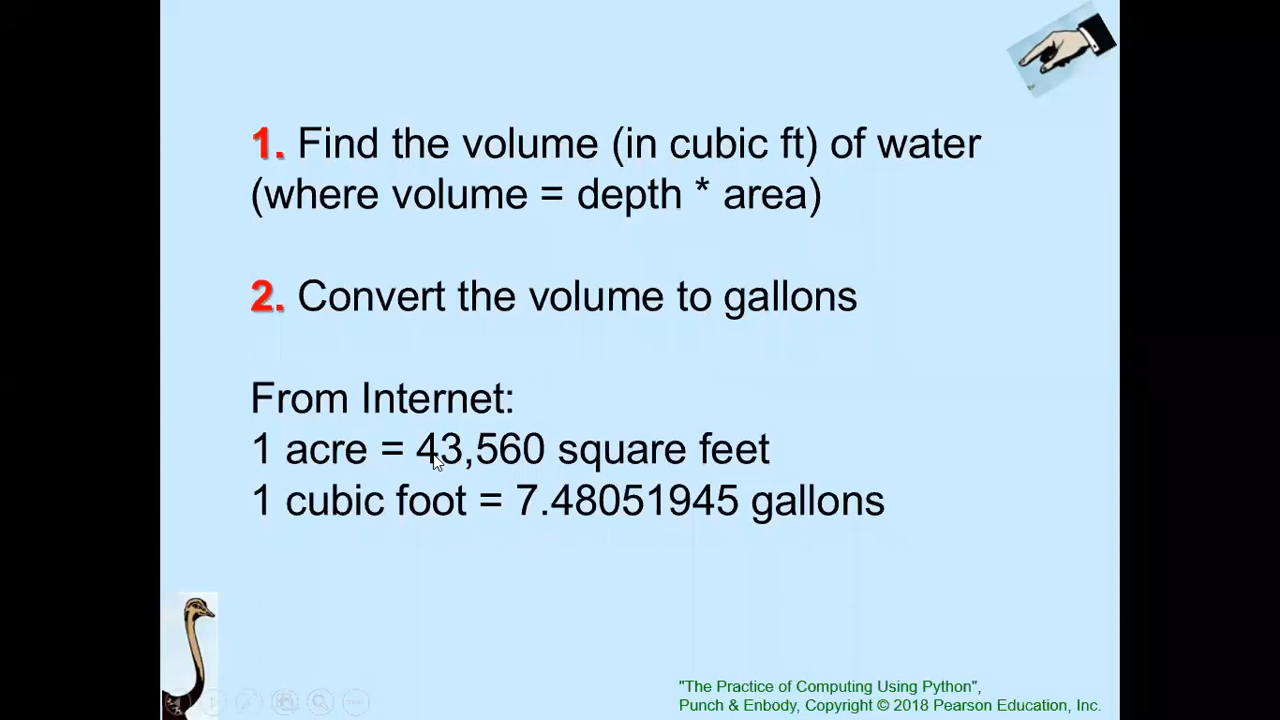 1. Find the volume (in cubic ft) of water
(where volume = depth * area)
2. Convert the volume to gallons
From Internet:
1 acre = 43,560 square feet
1 cubic foot = 7.48051945 gallons
"The Practice of Computing Using Python",
Punch & Enbody, Copyright © 2018 Pearson Education, Inc.